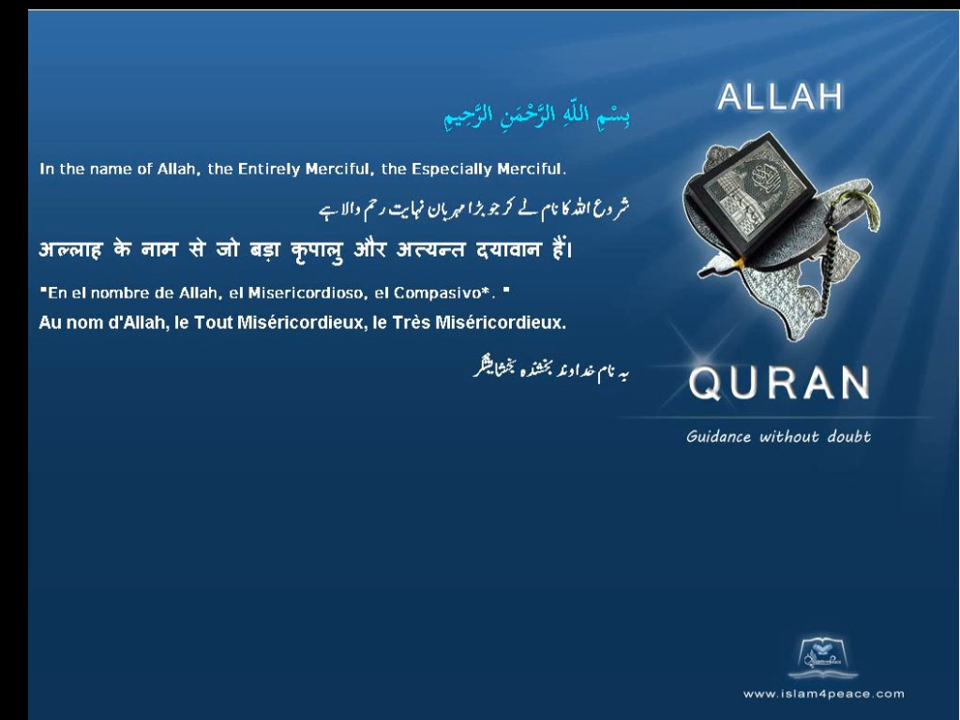 ALLAH
بِسْمِ اللَّهِ الرَّحْمَنِ الرَّحِيمِ
In the name of Allah, the Entirely Merciful, the Especially Merciful.
شروع الله کا نام لے کر جو بڑا مہربان نہایت رحم والا ہے
अल्लाह के नाम से जो बड़ा कृपालु और अत्यन्त दयावान हैं।
"En el nombre de Allah, el Misericordioso, el Compasivo*. "
Au nom d'Allah, le Tout Miséricordieux, le Très Miséricordieux.
به نام خداوند بخشنده بخشایشگر
QURAN
Guidance without doubt
www.islam4peace.com